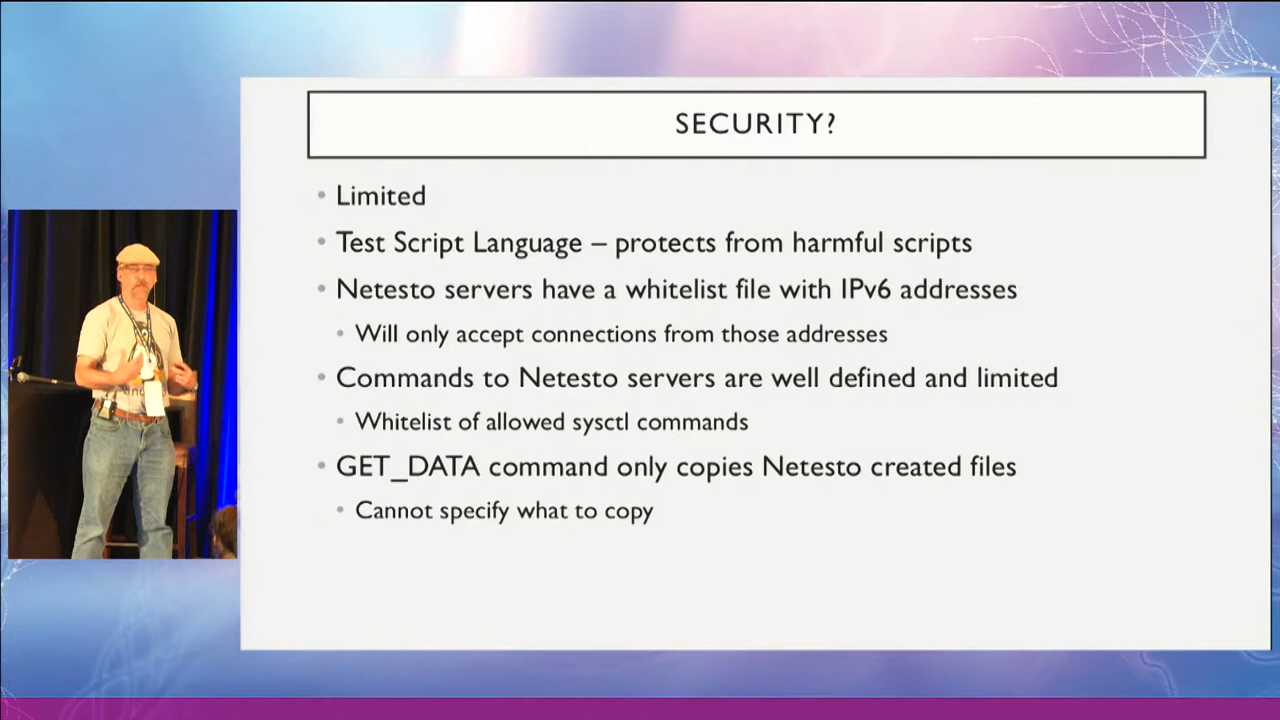 SECURITY?
• Limited
• Test Script Language – protects from harmful scripts
• Netesto servers have a whitelist file with IPv6 addresses
• Will only accept connections from those addresses
• Commands to Netesto servers are well defined and limited
• Whitelist of allowed sysctl commands
• GET_DATA command only copies Netesto created files
• Cannot specify what to copy